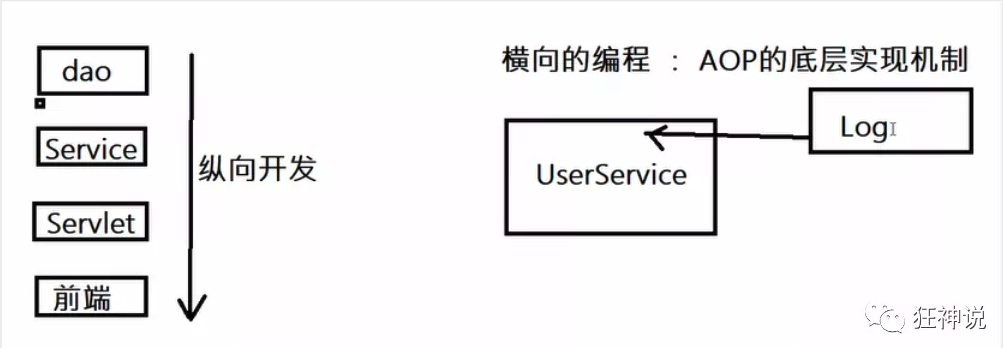 dao
Service
Servlet
前端
纵向开发
横向的编程 : AOP的底层实现机制
UserService
Log
狂神说